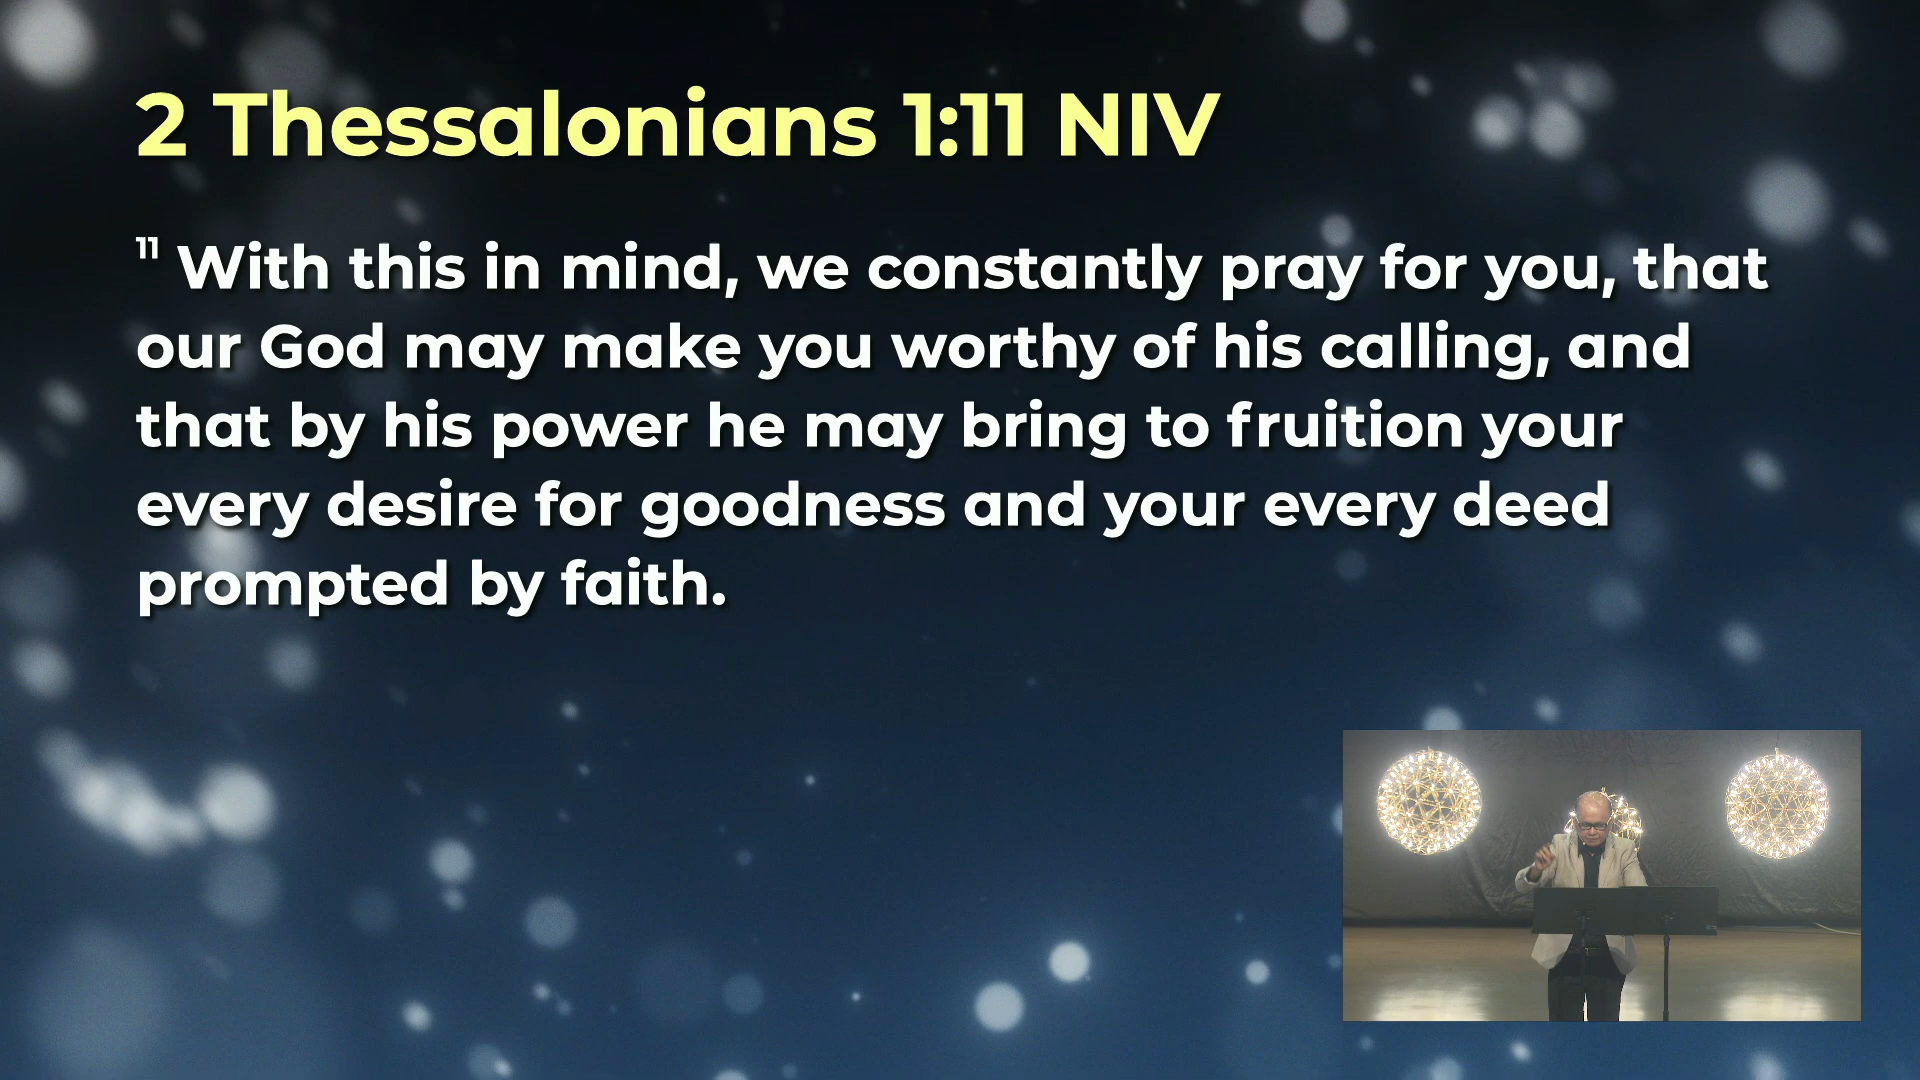 2 Thessalonians 1:11 NIV
11 With this in mind, we constantly pray for you, that
our God may make you worthy of his calling, and
that by his power he may bring to fruition your
every desire for goodness and your every deed
prompted by faith.